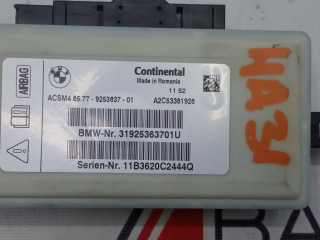 AIRBAG
BMW
Continental
Made in Romania
11 52
ACSM4 65.77 - 9253637 - 01
A2C53361926
BMW-Nr. 31925363701U
Serien-Nr. 11B3620C2444Q